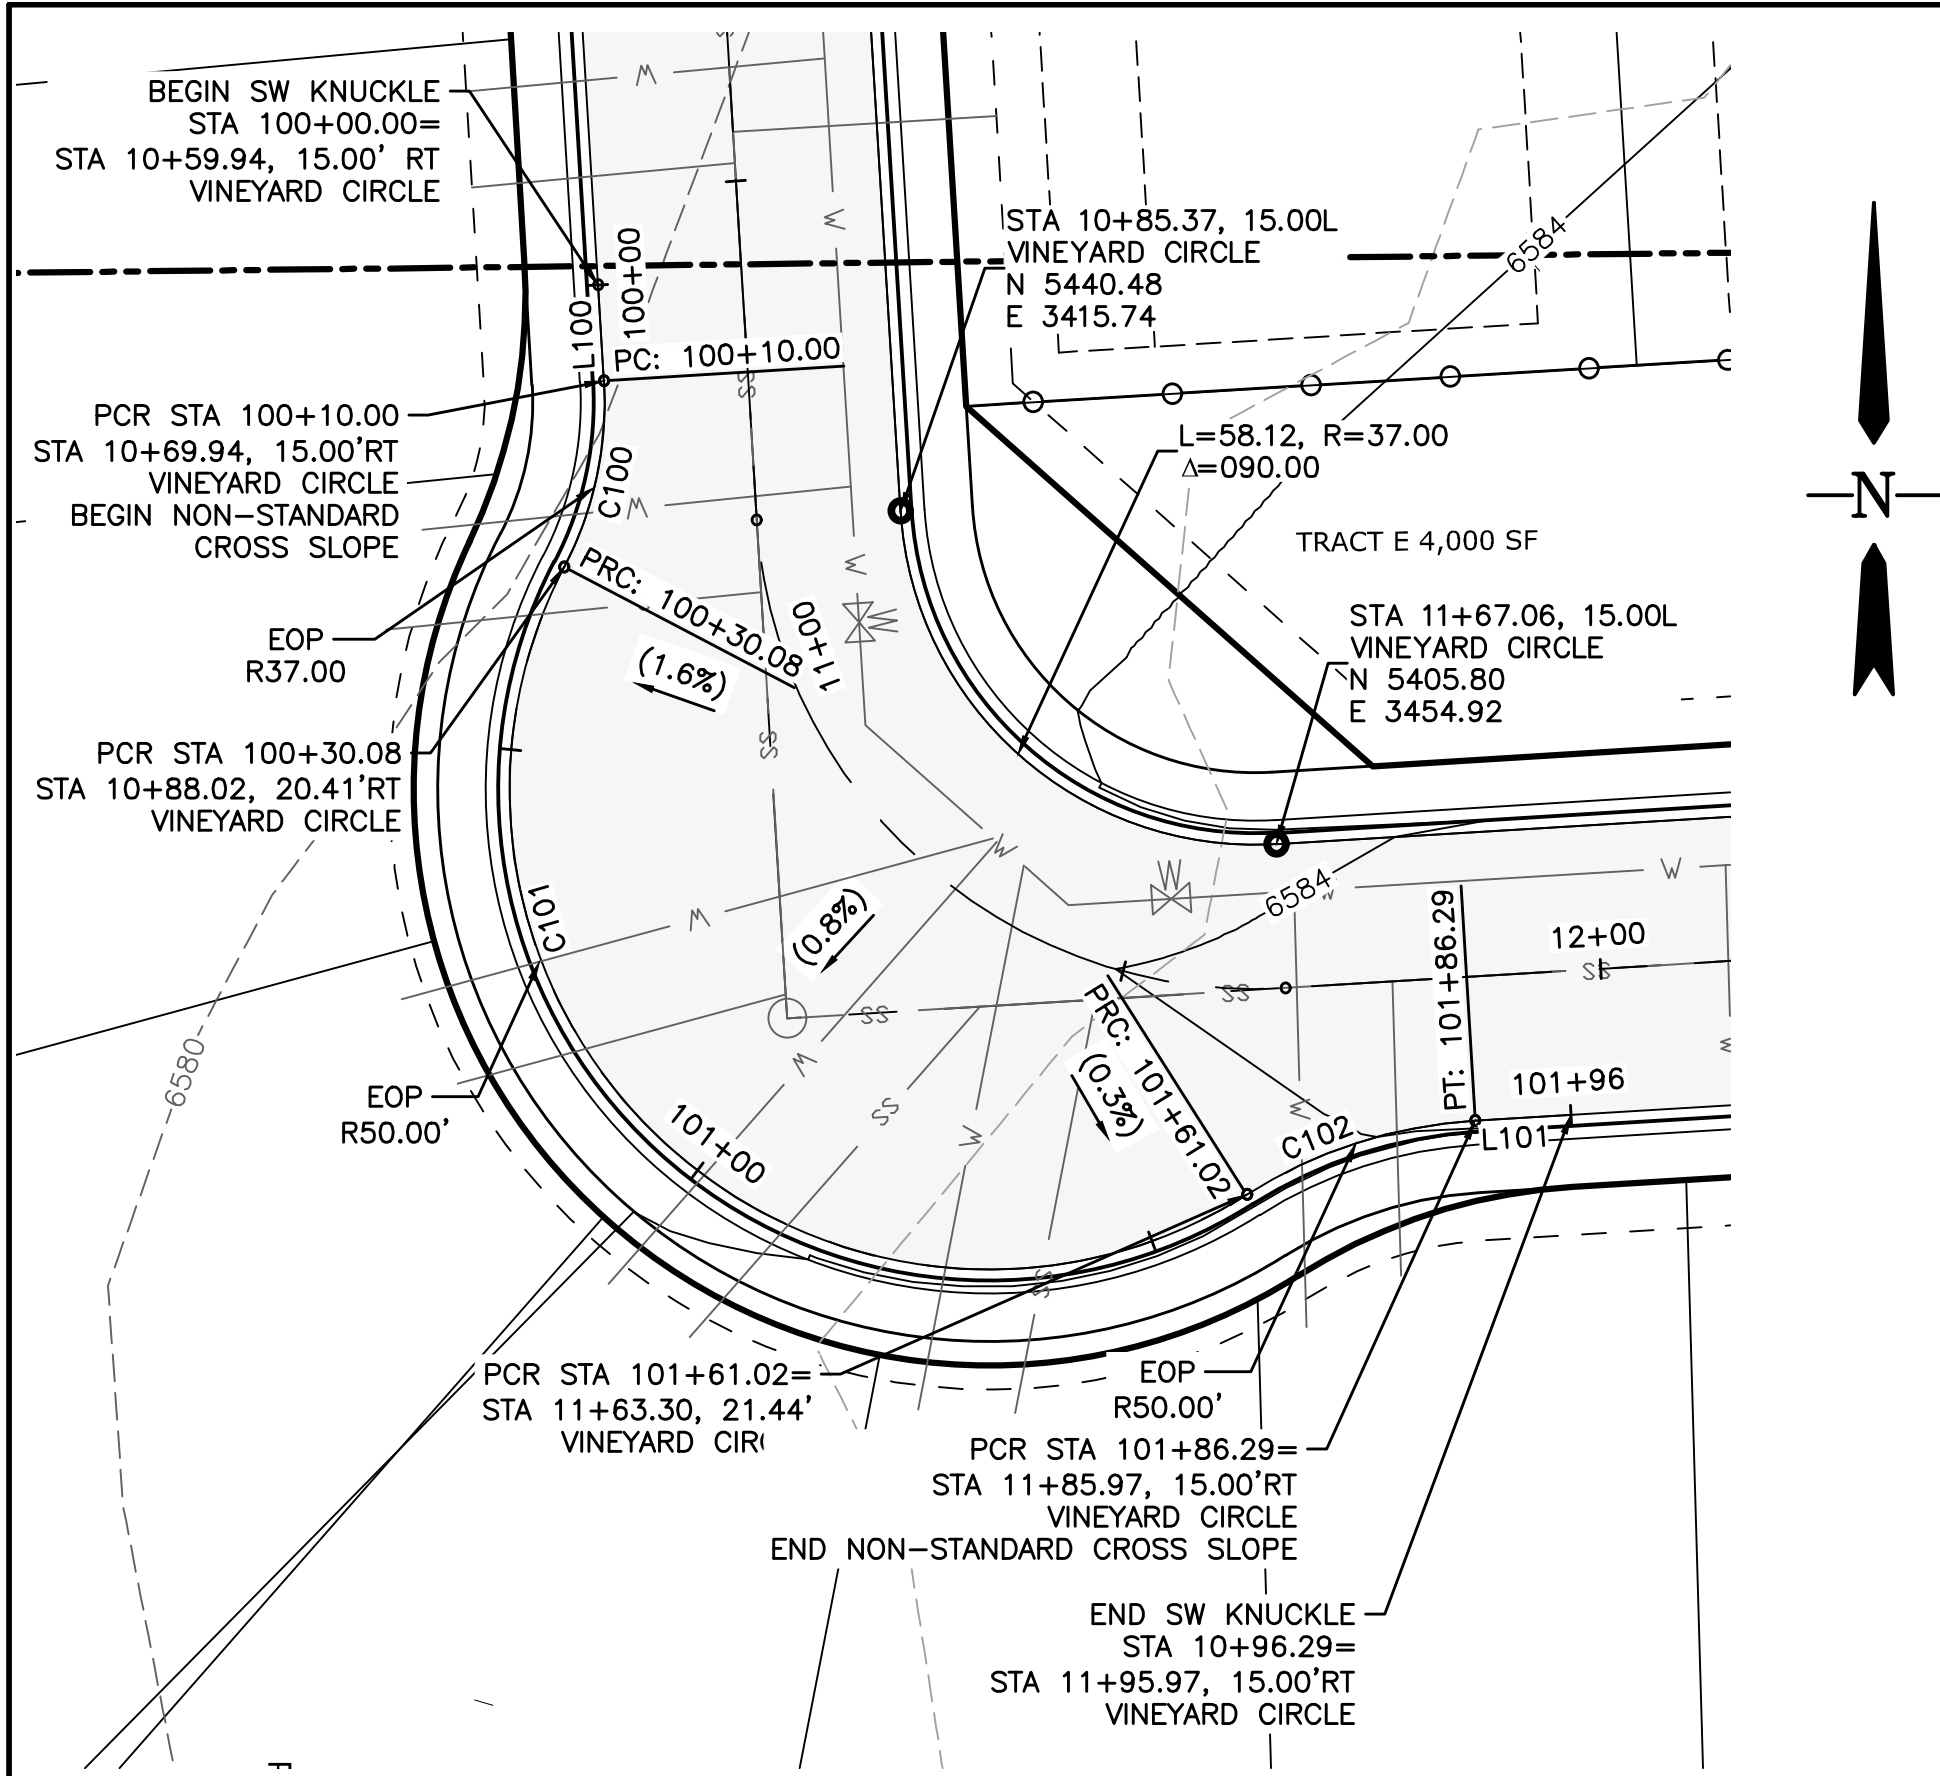 BEGIN SW KNUCKLE
STA 100+00.00=
STA 10+59.94, 15.00' RT
VINEYARD CIRCLE
STA 10+85.37, 15.00L
VINEYARD CIRCLE
N 5440.48
E 3415.74
6584
L100
100+00
PC: 100+10.00
PCR STA 100+10.00
STA 10+69.94, 15.00'RT
VINEYARD CIRCLE
BEGIN NON-STANDARD
CROSS SLOPE
C100
L=58.12, R=37.00
Δ=090.00
N
TRACT E 4,000 SF
EOP
R37.00
PRC: 100+30.08
(1.6%)
11+00
STA 11+67.06, 15.00L
VINEYARD CIRCLE
N 5405.80
E 3454.92
PCR STA 100+30.08
STA 10+88.02, 20.41'RT
VINEYARD CIRCLE
C101
(0.8%)
6584
PT: 101+86.29
12+00
6580
EOP
R50.00'
101+00
PRC: 101+61.02
(0.3%)
C102
101+96
L101
PCR STA 101+61.02=
STA 11+63.30, 21.44'
VINEYARD CIR
EOP
R50.00'
PCR STA 101+86.29=
STA 11+85.97, 15.00'RT
VINEYARD CIRCLE
END NON-STANDARD CROSS SLOPE
END SW KNUCKLE
STA 10+96.29=
STA 11+95.97, 15.00'RT
VINEYARD CIRCLE
W
W
W
W
W
W
W
W
W
W
W
W
W
SS
SS
SS
SS
SS
SS